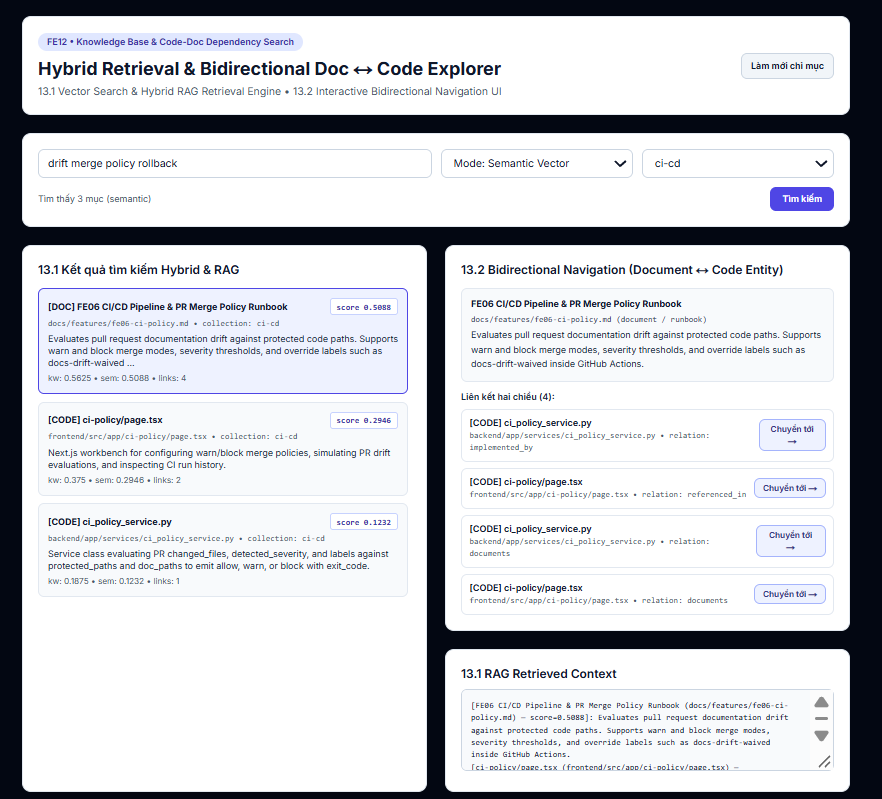 FE12 • Knowledge Base & Code-Doc Dependency Search
Hybrid Retrieval & Bidirectional Doc ↔ Code Explorer
13.1 Vector Search & Hybrid RAG Retrieval Engine • 13.2 Interactive Bidirectional Navigation UI
Làm mới chỉ mục
drift merge policy rollback
Mode: Semantic Vector
ci-cd
Tìm thấy 3 mục (semantic)
Tìm kiếm
13.1 Kết quả tìm kiếm Hybrid & RAG
[DOC] FE06 CI/CD Pipeline & PR Merge Policy Runbook
score 0.5088
docs/features/fe06-ci-policy.md • collection: ci-cd
Evaluates pull request documentation drift against protected code paths. Supports
warn and block merge modes, severity thresholds, and override labels such as
docs-drift-waived ...
kw: 0.5625 • sem: 0.5088 • links: 4
[CODE] ci-policy/page.tsx
score 0.2946
frontend/src/app/ci-policy/page.tsx • collection: ci-cd
Next.js workbench for configuring warn/block merge policies, simulating PR drift
evaluations, and inspecting CI run history.
kw: 0.375 • sem: 0.2946 • links: 2
[CODE] ci_policy_service.py
score 0.1232
backend/app/services/ci_policy_service.py • collection: ci-cd
Service class evaluating PR changed_files, detected_severity, and labels against
protected_paths and doc_paths to emit allow, warn, or block with exit_code.
kw: 0.1875 • sem: 0.1232 • links: 1
13.2 Bidirectional Navigation (Document ↔ Code Entity)
FE06 CI/CD Pipeline & PR Merge Policy Runbook
docs/features/fe06-ci-policy.md (document / runbook)
Evaluates pull request documentation drift against protected code paths. Supports
warn and block merge modes, severity thresholds, and override labels such as
docs-drift-waived inside GitHub Actions.
Liên kết hai chiều (4):
[CODE] ci_policy_service.py
backend/app/services/ci_policy_service.py • relation:
implemented_by
Chuyển tới
→
[CODE] ci-policy/page.tsx
frontend/src/app/ci-policy/page.tsx • relation: referenced_in
Chuyển tới →
[CODE] ci_policy_service.py
backend/app/services/ci_policy_service.py • relation:
documents
Chuyển tới
→
[CODE] ci-policy/page.tsx
frontend/src/app/ci-policy/page.tsx • relation: documents
Chuyển tới →
13.1 RAG Retrieved Context
[FE06 CI/CD Pipeline & PR Merge Policy Runbook (docs/features/fe06-ci-
policy.md) — score=0.5088]: Evaluates pull request documentation drift
against protected code paths. Supports warn and block merge modes,
severity thresholds, and override labels such as docs-drift-waived
inside GitHub Actions.
[ci-policy/page.tsx (frontend/src/app/ci-policy/page.tsx) —